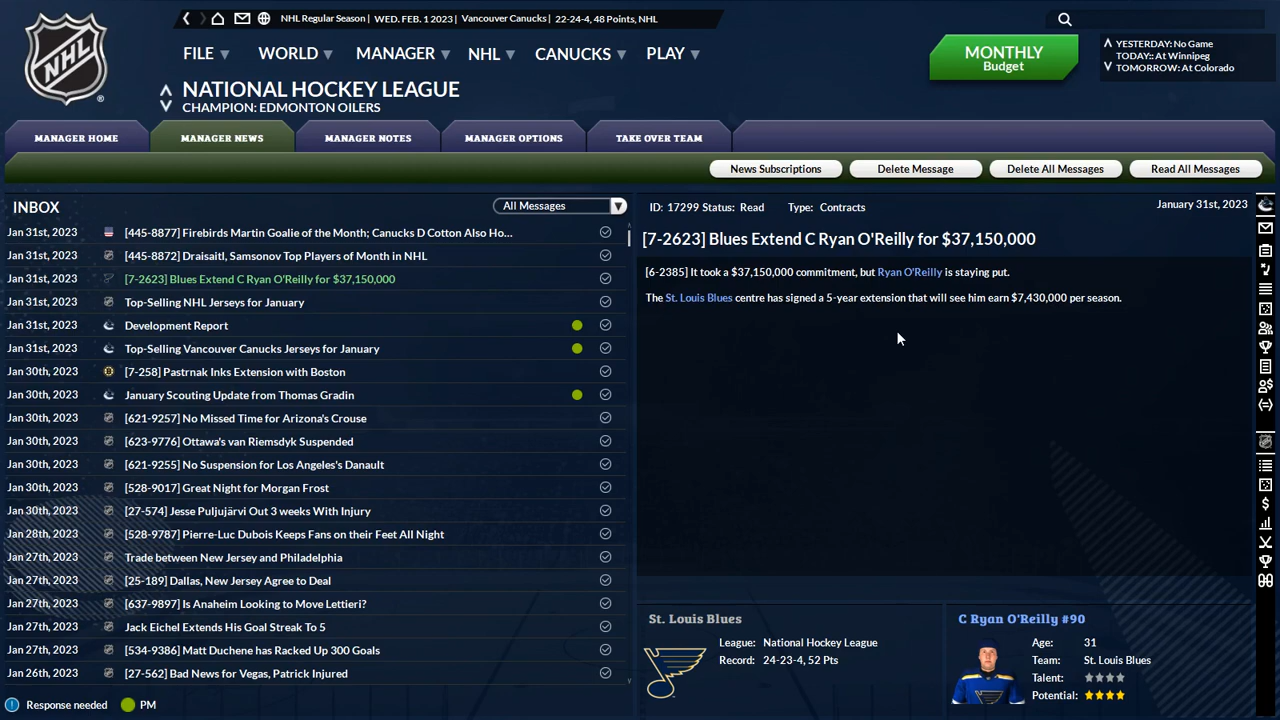 NHL Regular Season | WED. FEB. 1 2023 | Vancouver Canucks | 22-24-4, 48 Points, NHL
NHL
FILE WORLD MANAGER NHL CANUCKS PLAY
MONTHLY
Budget
YESTERDAY: No Game
TODAY:: At Winnipeg
TOMORROW: At Colorado
NATIONAL HOCKEY LEAGUE
CHAMPION: EDMONTON OILERS
MANAGER HOME MANAGER NEWS MANAGER NOTES MANAGER OPTIONS TAKE OVER TEAM
News Subscriptions Delete Message Delete All Messages Read All Messages
INBOX All Messages
Jan 31st, 2023 [445-8877] Firebirds Martin Goalie of the Month; Canucks D Cotton Also Ho...
Jan 31st, 2023 [445-8872] Draisaitl, Samsonov Top Players of Month in NHL
Jan 31st, 2023 [7-2623] Blues Extend C Ryan O'Reilly for $37,150,000
Jan 31st, 2023 Top-Selling NHL Jerseys for January
Jan 31st, 2023 Development Report
Jan 31st, 2023 Top-Selling Vancouver Canucks Jerseys for January
Jan 30th, 2023 [7-258] Pastrnak Inks Extension with Boston
Jan 30th, 2023 January Scouting Update from Thomas Gradin
Jan 30th, 2023 [621-9257] No Missed Time for Arizona's Crouse
Jan 30th, 2023 [623-9776] Ottawa's van Riemsdyk Suspended
Jan 30th, 2023 [621-9255] No Suspension for Los Angeles's Danault
Jan 30th, 2023 [528-9017] Great Night for Morgan Frost
Jan 30th, 2023 [27-574] Jesse Puljujärvi Out 3 weeks With Injury
Jan 28th, 2023 [528-9787] Pierre-Luc Dubois Keeps Fans on their Feet All Night
Jan 27th, 2023 Trade between New Jersey and Philadelphia
Jan 27th, 2023 [25-189] Dallas, New Jersey Agree to Deal
Jan 27th, 2023 [637-9897] Is Anaheim Looking to Move Lettieri?
Jan 27th, 2023 Jack Eichel Extends His Goal Streak To 5
Jan 27th, 2023 [534-9386] Matt Duchene has Racked Up 300 Goals
Jan 26th, 2023 [27-562] Bad News for Vegas, Patrick Injured
Response needed PM
ID: 17299 Status: Read Type: Contracts January 31st, 2023
[7-2623] Blues Extend C Ryan O'Reilly for $37,150,000
[6-2385] It took a $37,150,000 commitment, but Ryan O'Reilly is staying put.
The St. Louis Blues centre has signed a 5-year extension that will see him earn $7,430,000 per season.
St. Louis Blues
League: National Hockey League
Record: 24-23-4, 52 Pts
C Ryan O'Reilly #90
Age: 31
Team: St. Louis Blues
Talent:
Potential: